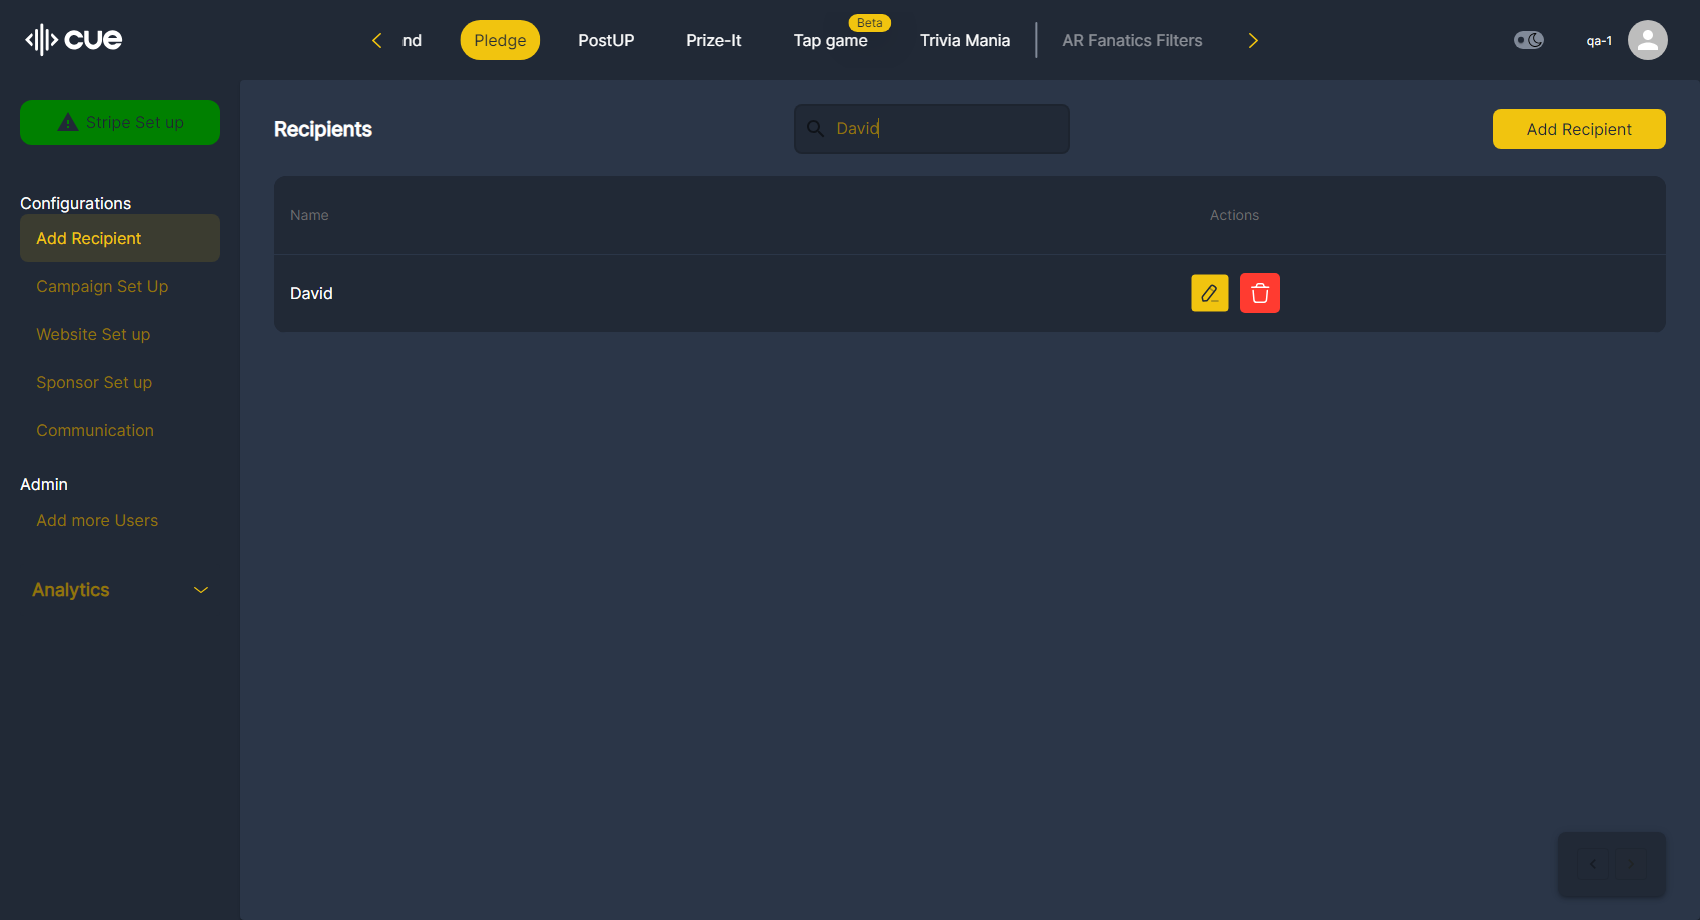 cue
nd
Pledge
PostUP
Prize-It
Tap game
Beta
Trivia Mania
AR Fanatics Filters
qa-1
Stripe Set up
Configurations
Add Recipient
Campaign Set Up
Website Set up
Sponsor Set up
Communication
Admin
Add more Users
Analytics
Recipients
David
Add Recipient
Name
Actions
David